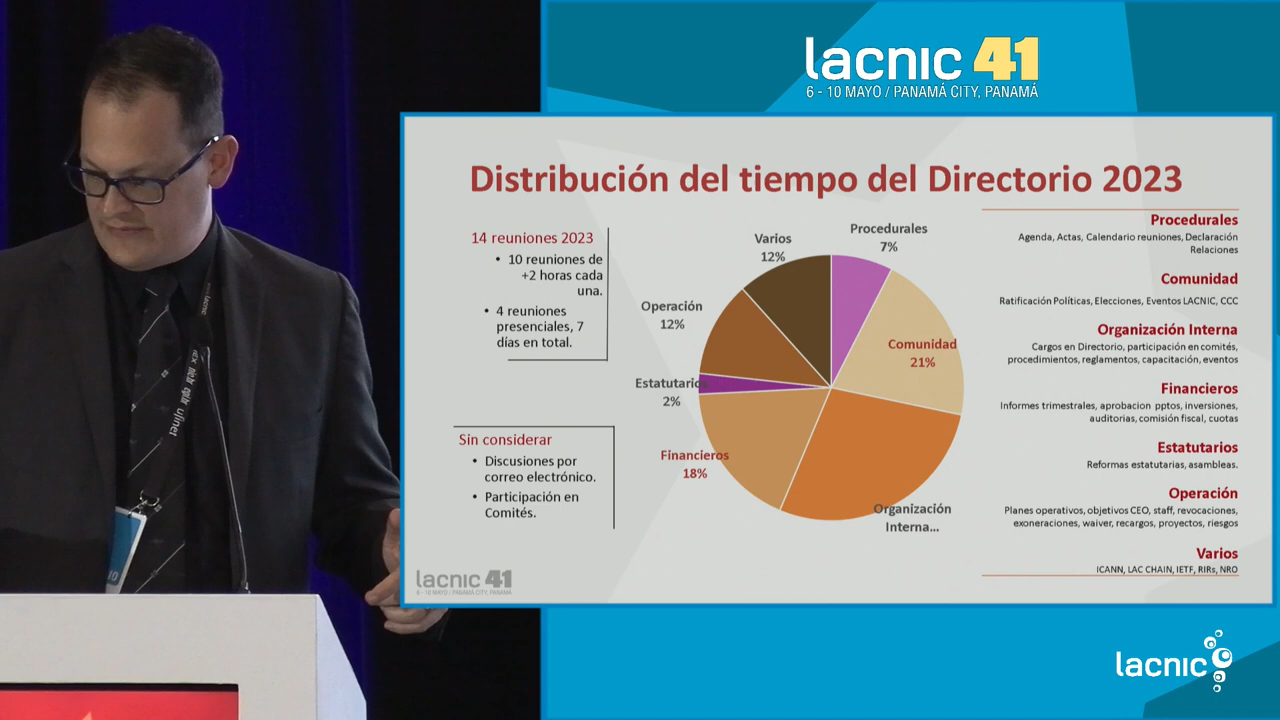 lacnic 41
6 - 10 MAYO / PANAMÁ CITY, PANAMÁ
Distribución del tiempo del Directorio 2023
14 reuniones 2023
• 10 reuniones de
+2 horas cada
una.
• 4 reuniones
presenciales, 7
días en total.
Sin considerar
• Discusiones por
correo electrónico.
• Participación en
Comités.
Procedurales
7%
Comunidad
21%
Organización
Interna...
Financieros
18%
Estatutarios
2%
Operación
12%
Varios
12%
Procedurales
Agenda, Actas, Calendario reuniones, Declaración
Relaciones
Comunidad
Ratificación Políticas, Elecciones, Eventos LACNIC, CCC
Organización Interna
Cargos en Directorio, participación en comités,
procedimientos, reglamentos, capacitación, eventos
Financieros
Informes trimestrales, aprobacion pptos, inversiones,
auditorias, comisión fiscal, cuotas
Estatutarios
Reformas estatutarias, asambleas.
Operación
Planes operativos, objetivos CEO, staff, revocaciones,
exoneraciones, waiver, recargos, proyectos, riesgos
Varios
ICANN, LAC CHAIN, IETF, RIRs, NRO
lacnic 41
6 - 10 MAYO / PANAMÁ CITY, PANAMÁ
lacnic
lacnic
ufinet
10